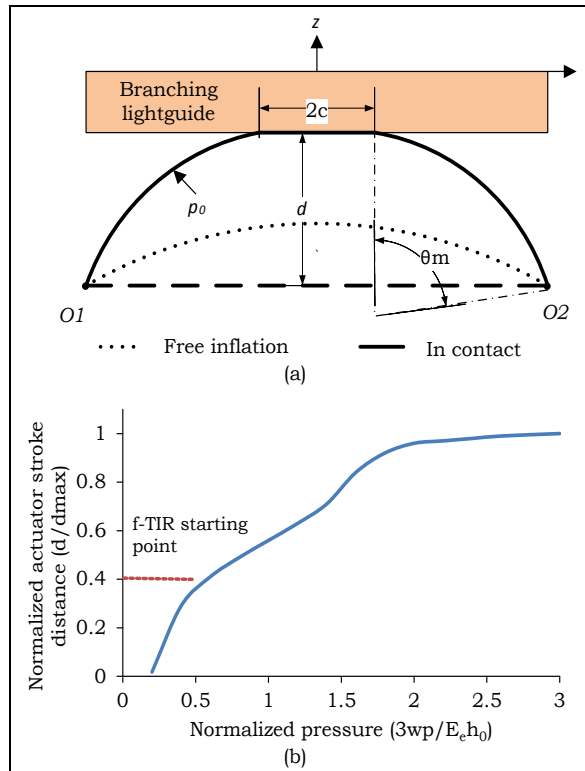 z
Branching
lightguide
2c
p₀
d
θm
O1
O2
Free inflation
In contact
(a)
Normalized actuator stroke
distance (d/dmax)
1
0.8
0.6
0.4
0.2
0
f-TIR starting
point
0
0.5
1
1.5
2
2.5
3
Normalized pressure (3wp/Eₑh₀)
(b)